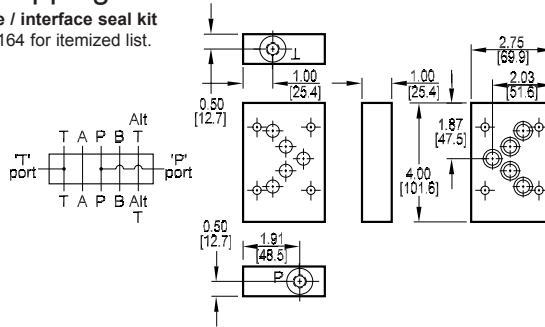 e / interface seal kit
164 for itemized list.
T
1.00
[25.4]
0.50
[12.7]
1.00
[25.4]
2.75
[69.9]
2.03
[51.6]
1.87
[47.5]
4.00
[101.6]
Alt
T A P B T
'T'
port
'P'
port
T A P B Alt
T
0.50
[12.7]
1.91
[48.5]
P